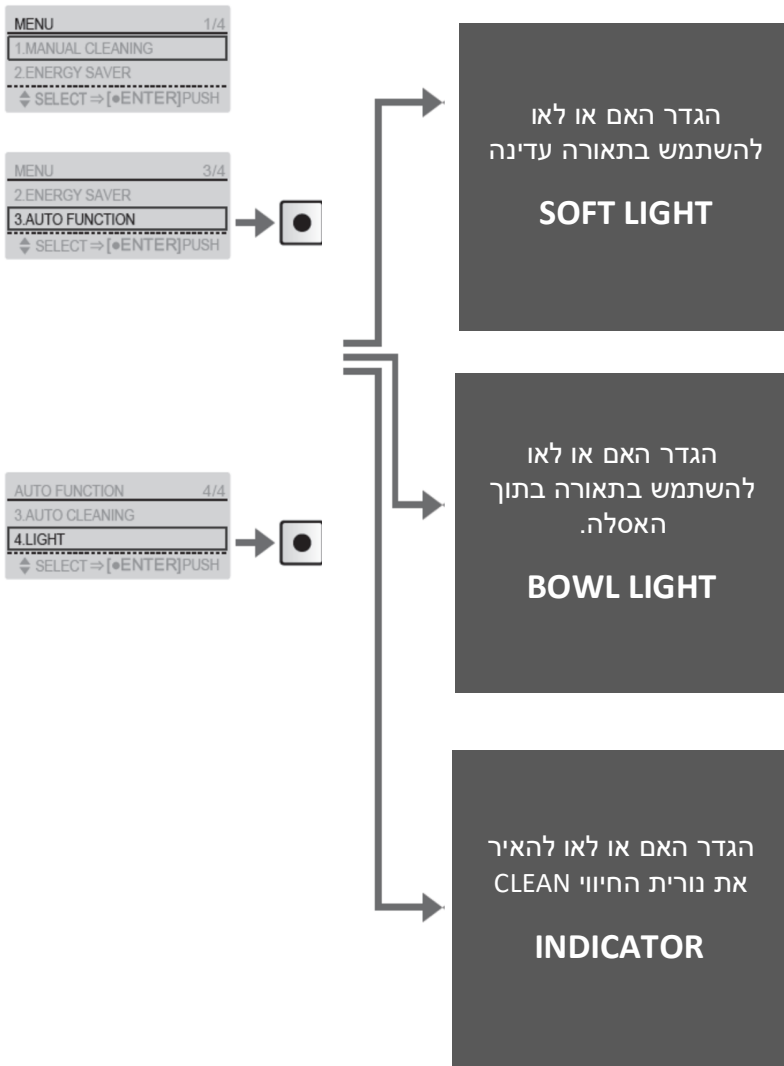 MENU 1/4
1.MANUAL CLEANING
2.ENERGY SAVER
SELECT⇒[●ENTER]PUSH
MENU 3/4
2.ENERGY SAVER
3.AUTO FUNCTION
SELECT⇒[●ENTER]PUSH
AUTO FUNCTION 4/4
3.AUTO CLEANING
4.LIGHT
SELECT⇒[●ENTER]PUSH
הגדר האם או לאו
להשתמש בתאורה עדינה
SOFT LIGHT
הגדר האם או לאו
להשתמש בתאורה בתוך
האסלה.
BOWL LIGHT
הגדר האם או לאו להאיר
את נורית החיווי CLEAN
INDICATOR